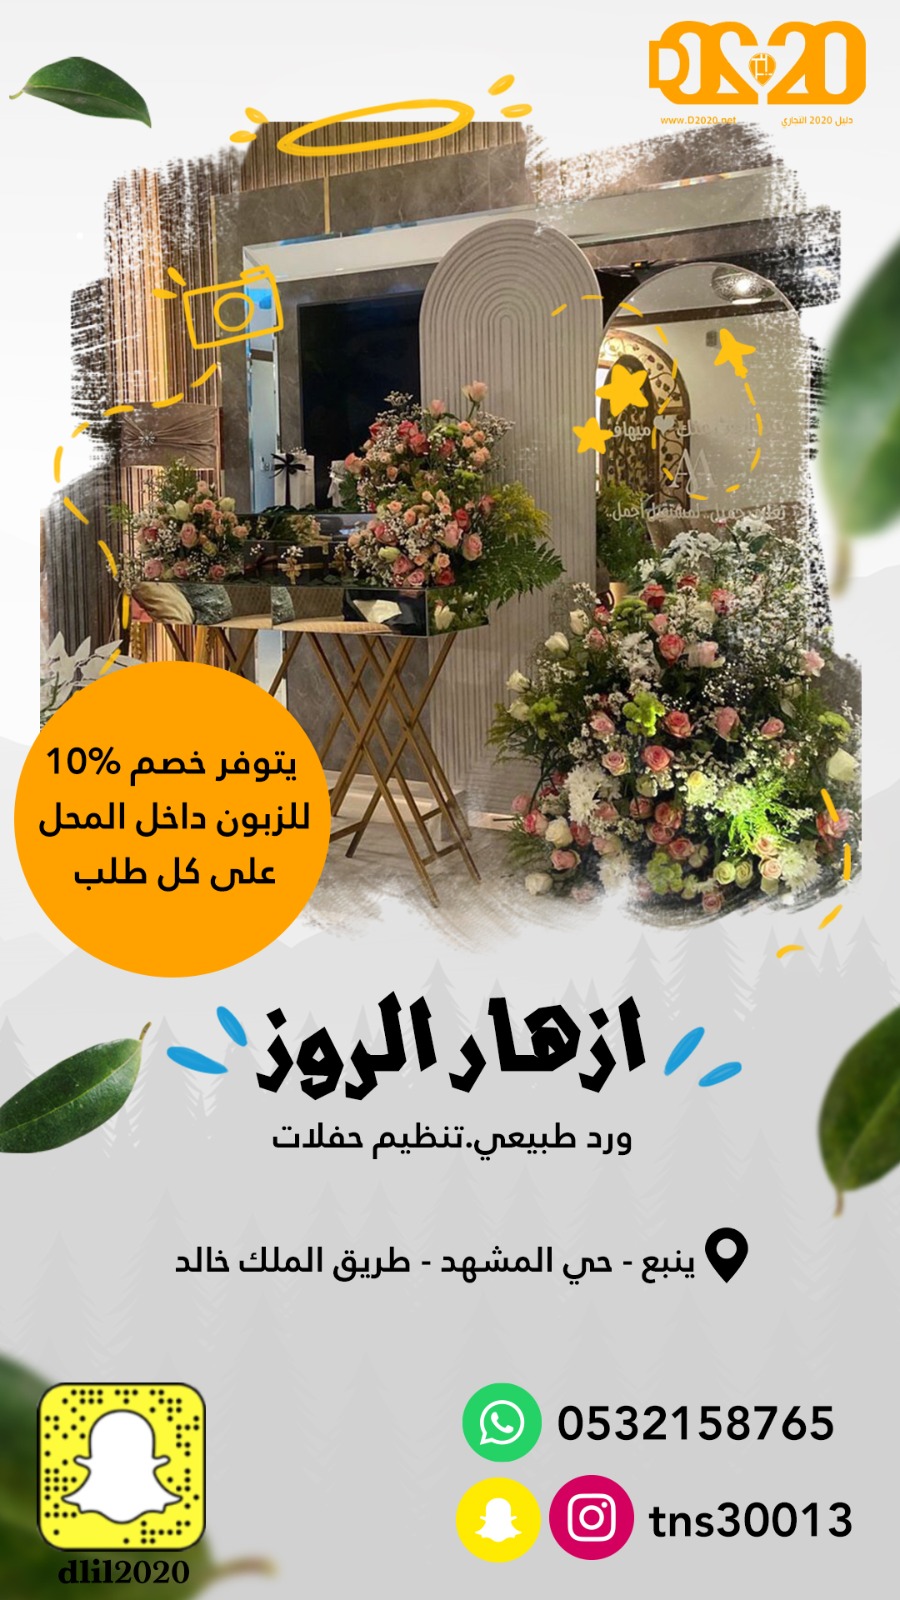 D2020
www.D2020.net دليل 2020 التجاري
يتوفر خصم 10%
للزبون داخل المحل
على كل طلب
ازهار الروز
ورد طبيعي.تنظيم حفلات
ينبع - حي المشهد - طريق الملك خالد
0532158765
tns30013
dlil2020